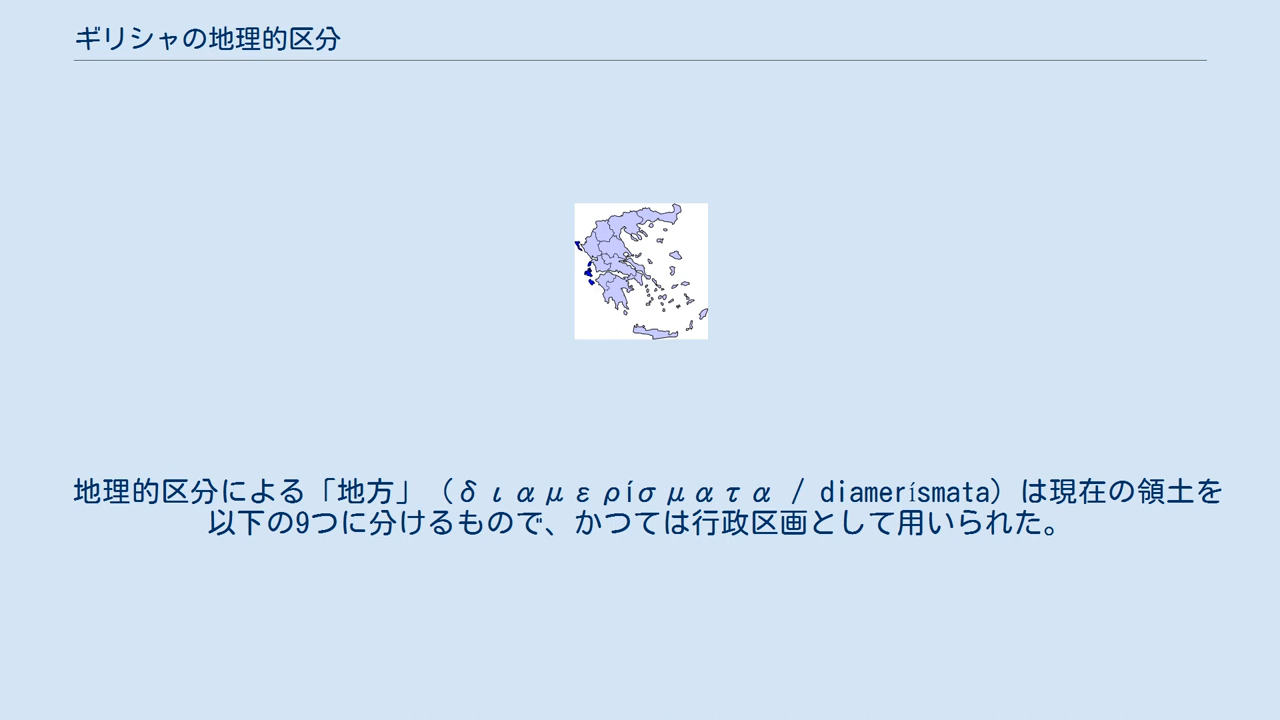 ギリシャの地理的区分
地理的区分による「地方」（διαμερίσματα / diamerísmata）は現在の領土を
以下の9つに分けるもので、かつては行政区画として用いられた。